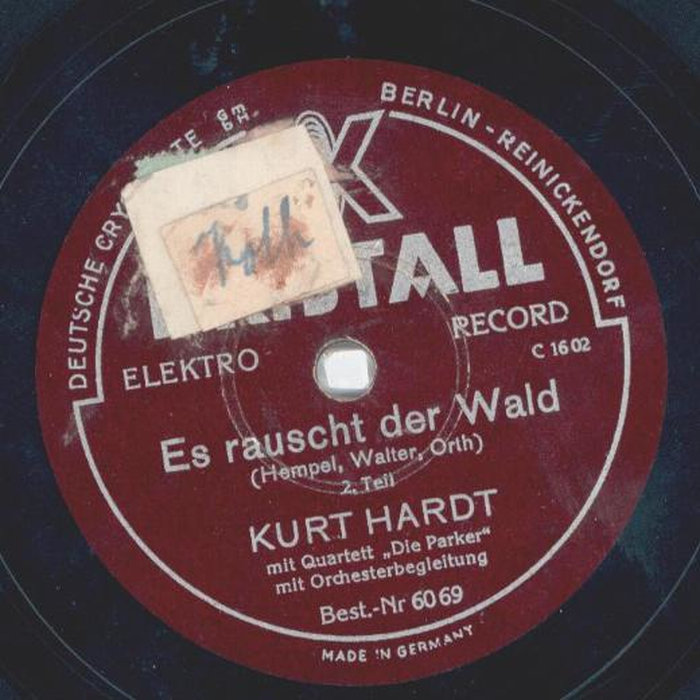 DEUTSCHE
BERLIN-REINICKENDORF
ELEKTRO
RECORD
C 1602
Es rauscht der Wald
(Hempel, Walter, Orth)
2. Teil
KURT HARDT
mit Quartett „Die Parker“
mit Orchesterbegleitung
Best.-Nr 6069
MADE IN GERMANY